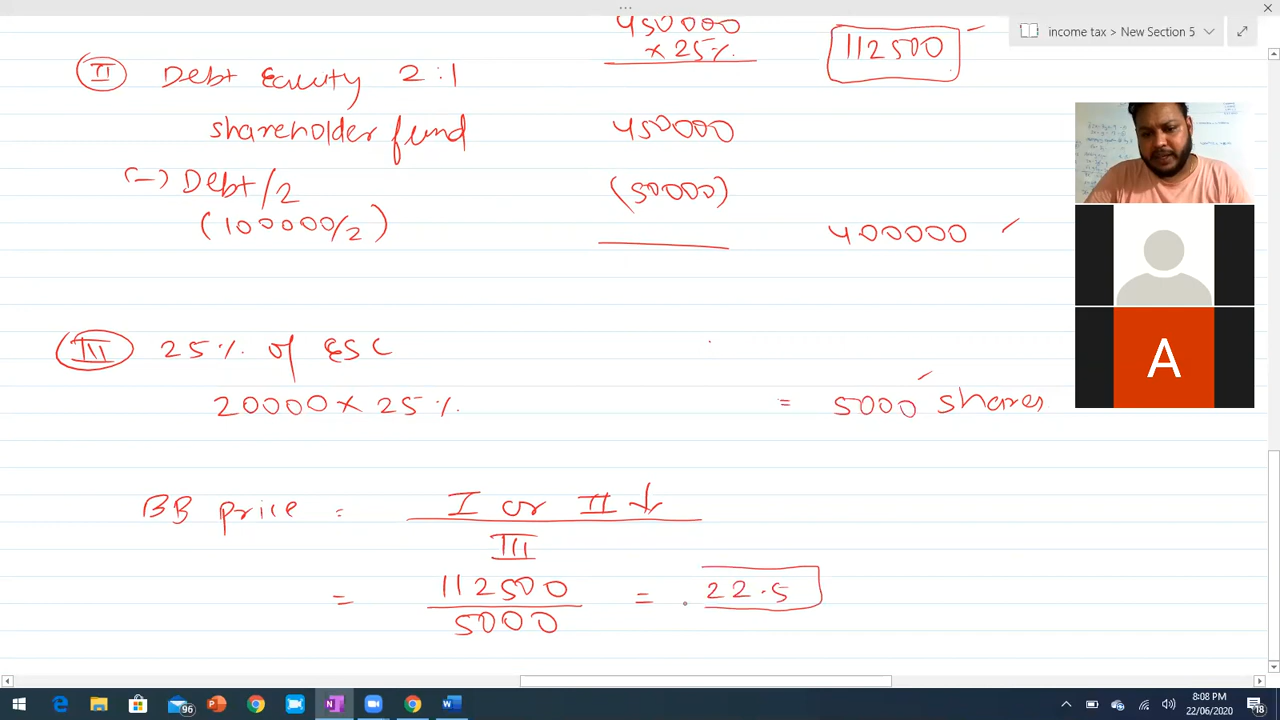 income tax > New Section 5
450000
x 25%
112500
II Debt Equity 2:1
shareholder fund 450000
(-) Debt/2 (50000)
(100000/2)
400000
III 25% of ESC
20000 x 25% = 5000 shares
A
BB price = I or II ↓
III
= 112500 = 22.5
5000
96
8:08 PM
22/06/2020
18